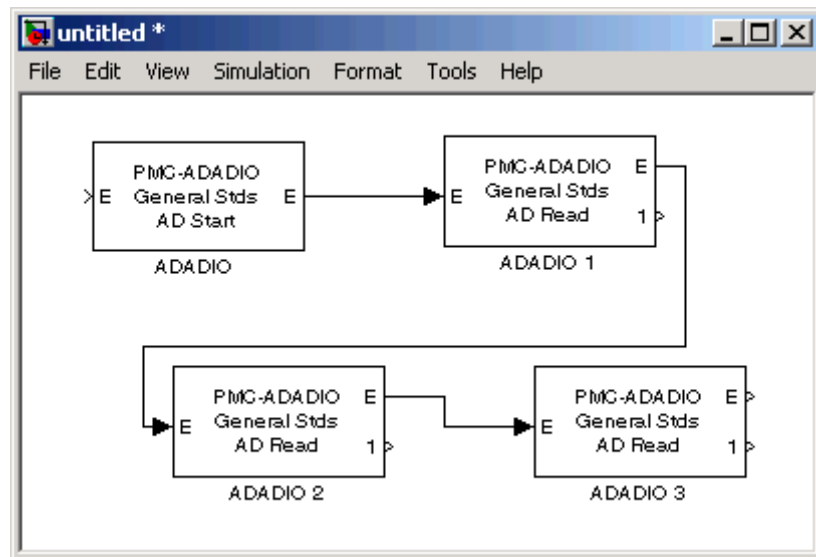 untitled *
File Edit View Simulation Format Tools Help
PMC-ADADIO
General Stds
AD Start
E
E
ADADIO
PMC-ADADIO
General Stds
AD Read
E
E
1
ADADIO 1
PMC-ADADIO
General Stds
AD Read
E
E
1
ADADIO 2
PMC-ADADIO
General Stds
AD Read
E
E
1
ADADIO 3